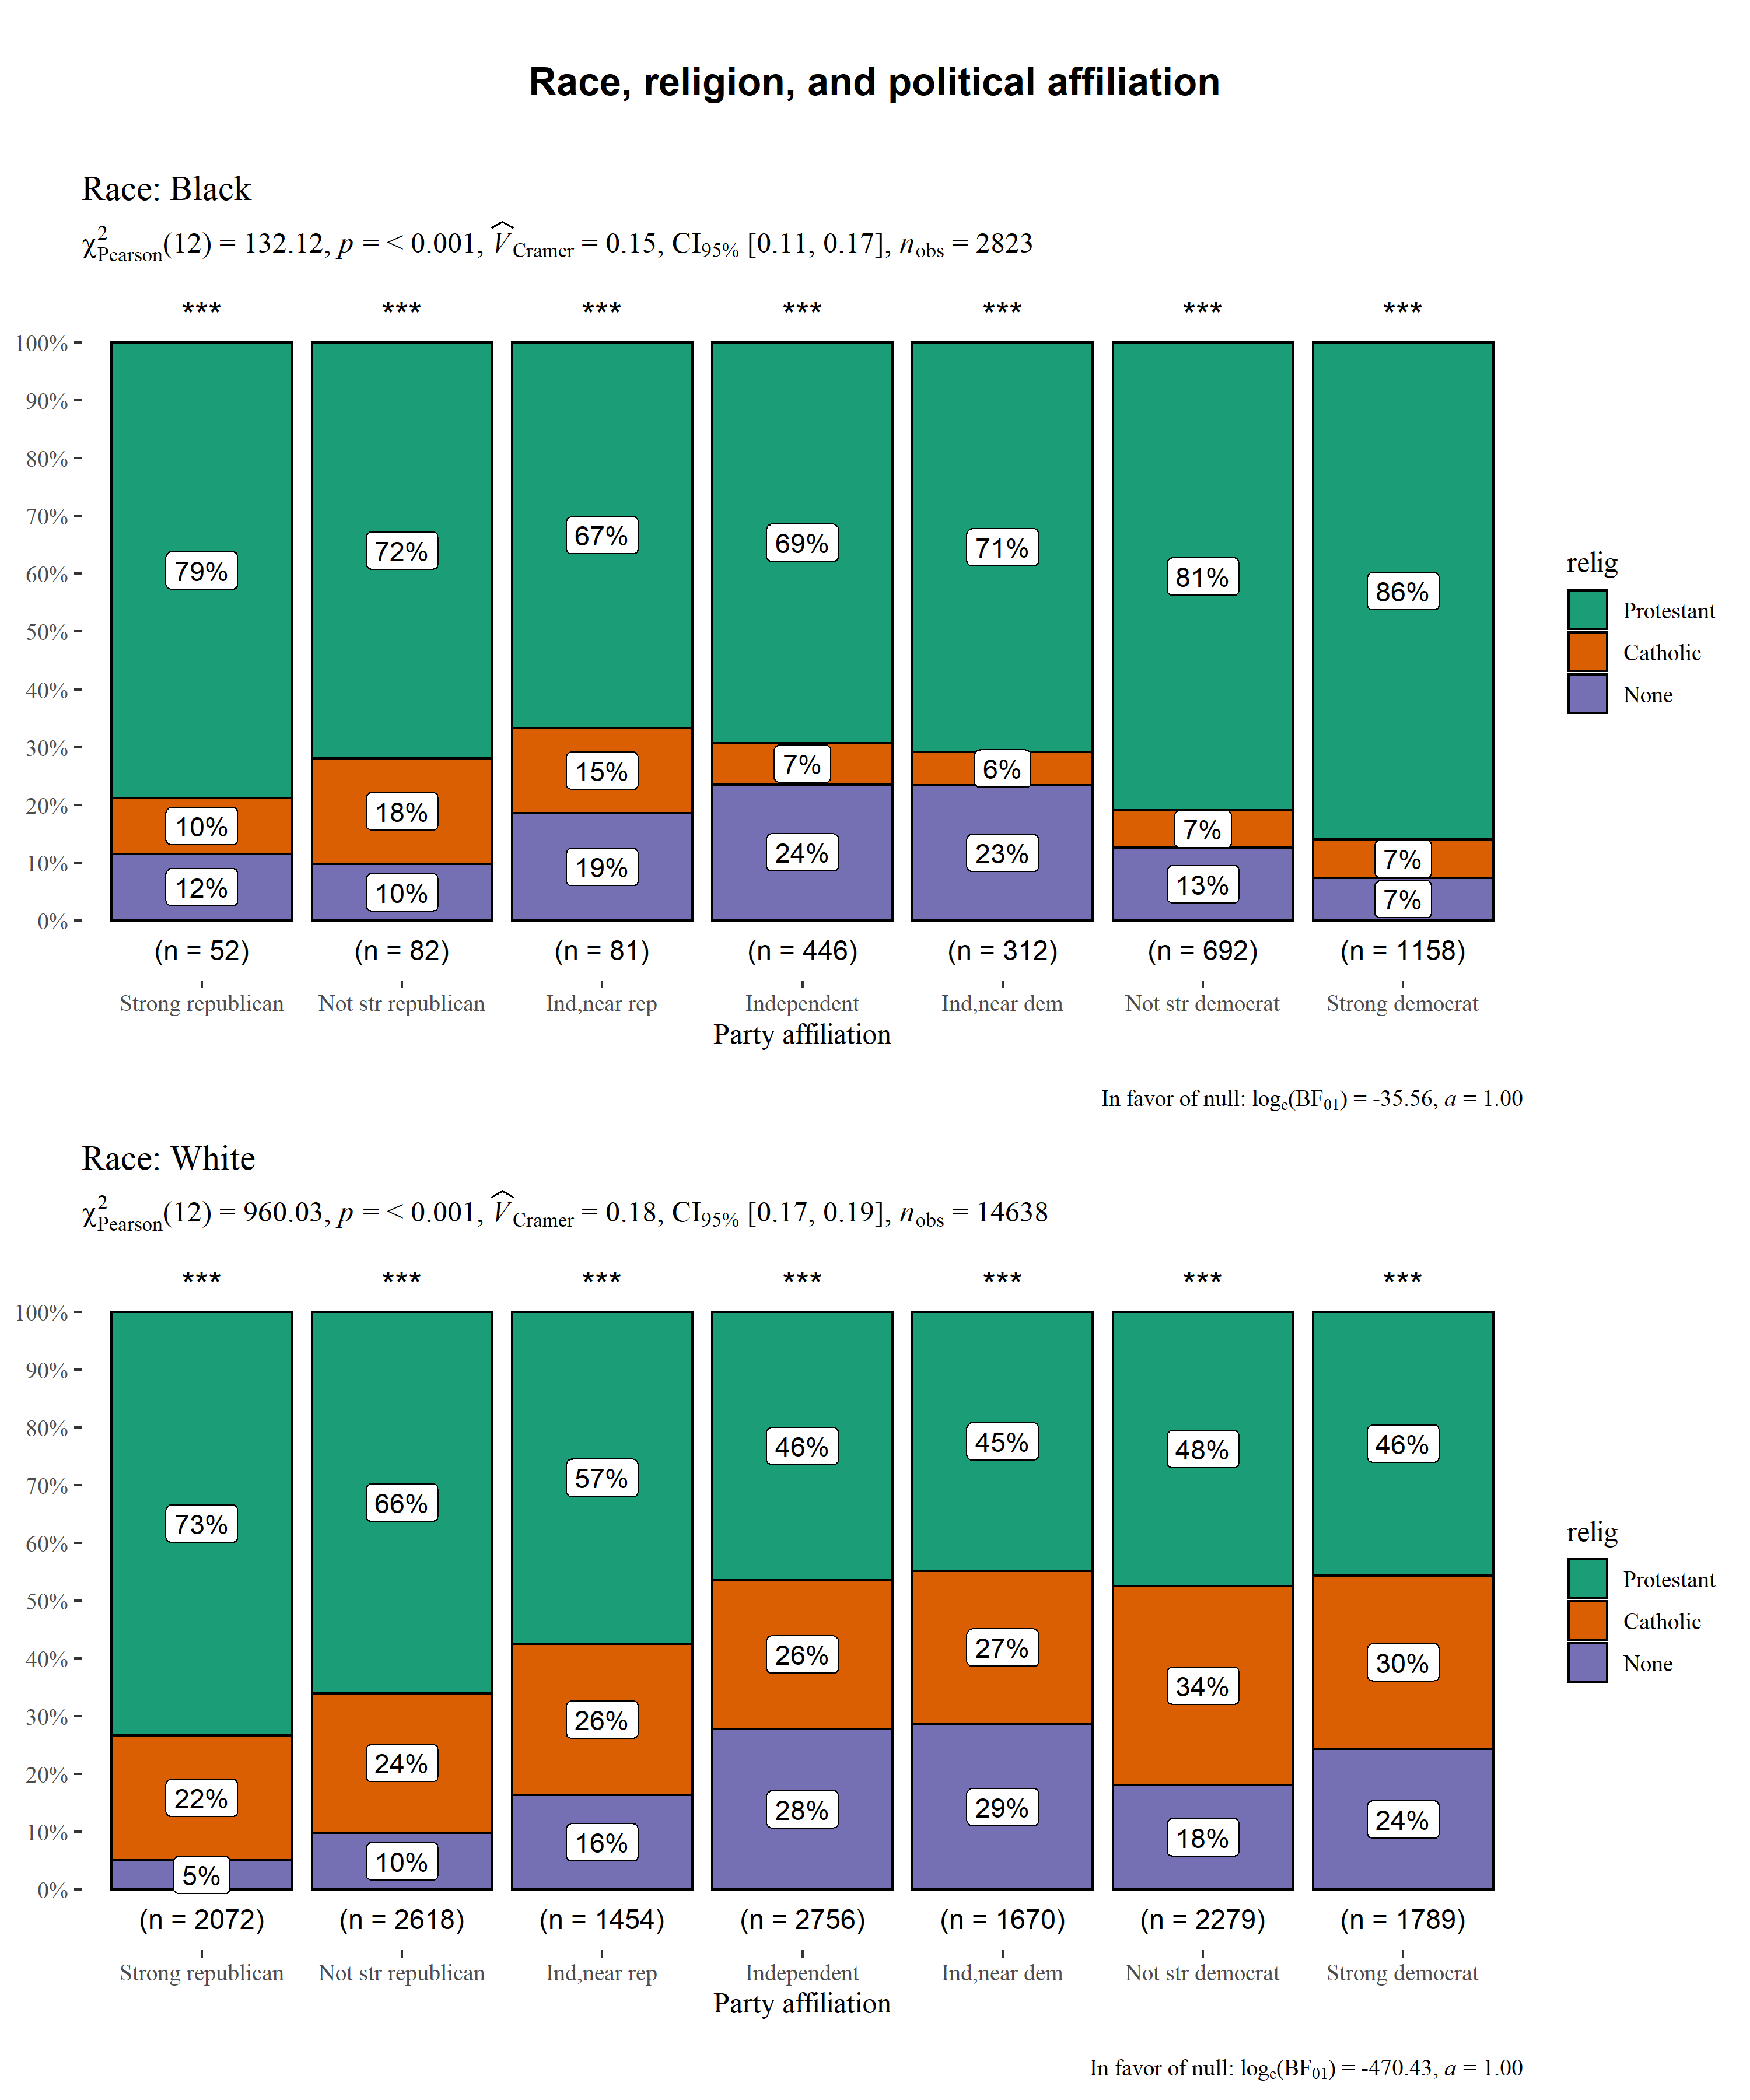 Race, religion, and political affiliation
Race: Black
χ²Pearson(12) = 132.12, p = < 0.001, V̂Cramer = 0.15, CI95% [0.11, 0.17], nobs = 2823
*** *** *** *** *** *** ***
100%
90%
80%
70%
60%
50%
40%
30%
20%
10%
0%
79% 72% 67% 69% 71% 81% 86%
10% 18% 15% 7% 6% 7% 7%
12% 10% 19% 24% 23% 13% 7%
(n = 52) (n = 82) (n = 81) (n = 446) (n = 312) (n = 692) (n = 1158)
Strong republican Not str republican Ind,near rep Independent Ind,near dem Not str democrat Strong democrat
Party affiliation
relig
Protestant
Catholic
None
In favor of null: loge(BF01) = -35.56, a = 1.00
Race: White
χ²Pearson(12) = 960.03, p = < 0.001, V̂Cramer = 0.18, CI95% [0.17, 0.19], nobs = 14638
*** *** *** *** *** *** ***
100%
90%
80%
70%
60%
50%
40%
30%
20%
10%
0%
73% 66% 57% 46% 45% 48% 46%
22% 24% 26% 26% 27% 34% 30%
5% 10% 16% 28% 29% 18% 24%
(n = 2072) (n = 2618) (n = 1454) (n = 2756) (n = 1670) (n = 2279) (n = 1789)
Strong republican Not str republican Ind,near rep Independent Ind,near dem Not str democrat Strong democrat
Party affiliation
relig
Protestant
Catholic
None
In favor of null: loge(BF01) = -470.43, a = 1.00